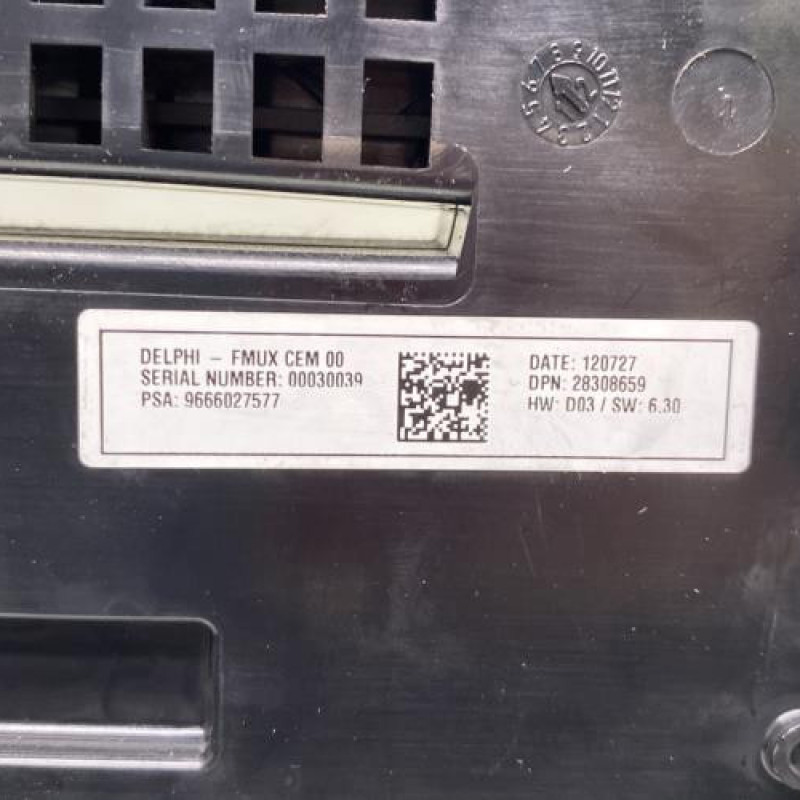 DELPHI - FMUX CEM 00
SERIAL NUMBER: 00030039
PSA: 9666027577
DATE: 120727
DPN: 28308659
HW: D03 / SW: 6.30